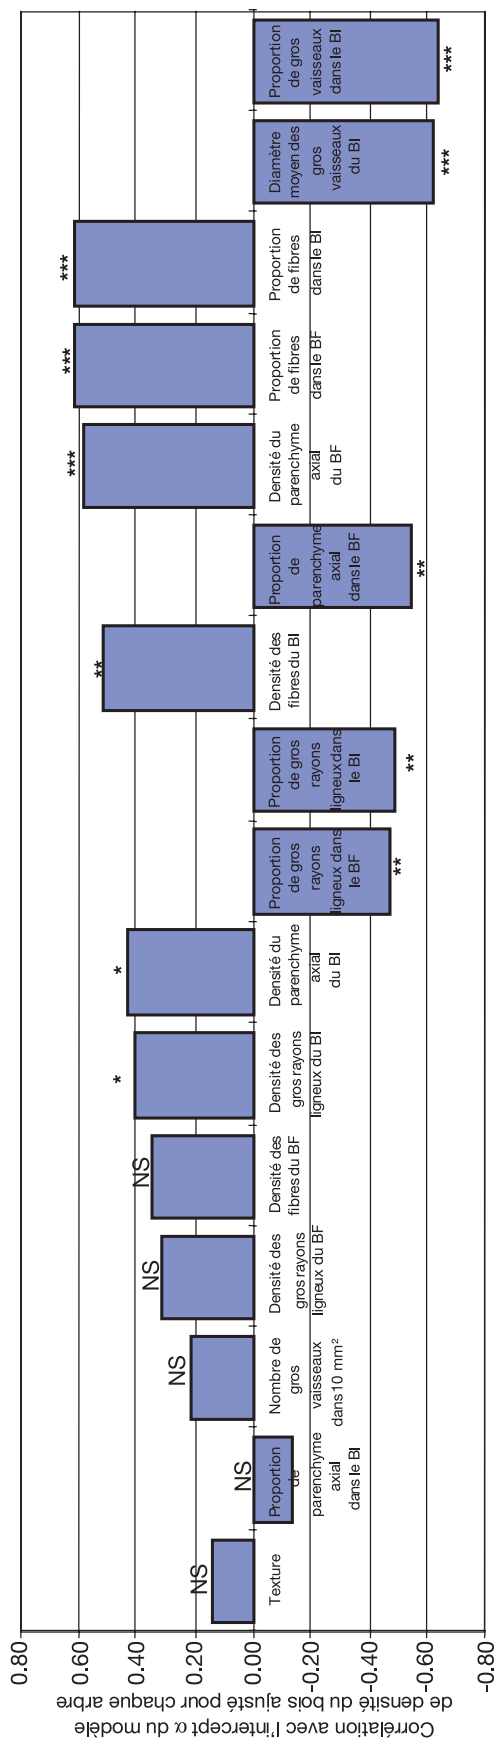 Corrélation avec l'intercept α du modèle
de densité du bois ajusté pour chaque arbre
0.80
0.60
0.40
0.20
0.00
-0.20
-0.40
-0.60
-0.80
NS
Texture
NS
Proportion
de
parenchyme
axial
dans le BI
NS
Nombre de
gros
vaisseaux
dans 10 mm²
NS
Densité des
gros rayons
ligneux du BF
NS
Densité des
fibres du BF
*
Densité des
gros rayons
ligneux du BI
*
Densité du
parenchyme
axial
du BI
Proportion
de gros
rayons
ligneux dans
le BF
**
Proportion
de gros
rayons
ligneux dans
le BI
**
**
Densité des
fibres du BI
Proportion
de
parenchyme
axial
dans le BF
**
***
Densité du
parenchyme
axial
du BF
***
Proportion
de fibres
dans le BF
***
Proportion
de fibres
dans le BI
Diamètre
moyen des
gros
vaisseaux
du BI
***
Proportion
de gros
vaisseaux
dans le BI
***